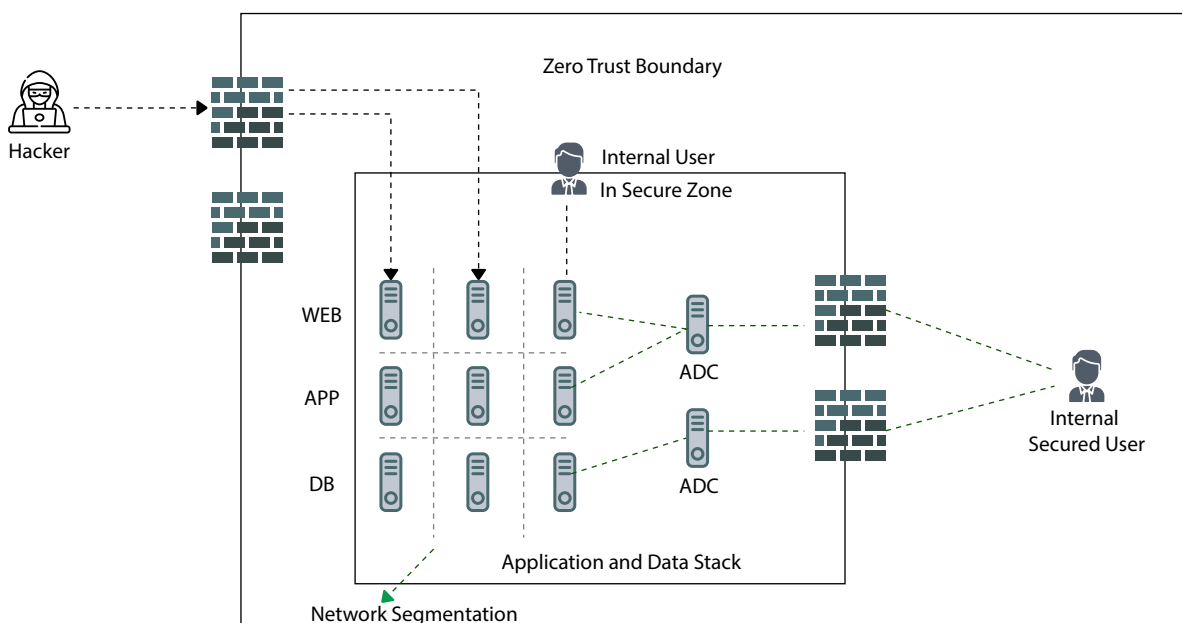 Zero Trust Boundary
Hacker
Internal User
In Secure Zone
WEB
ADC
APP
Internal
Secured User
DB
ADC
Application and Data Stack
Network Segmentation